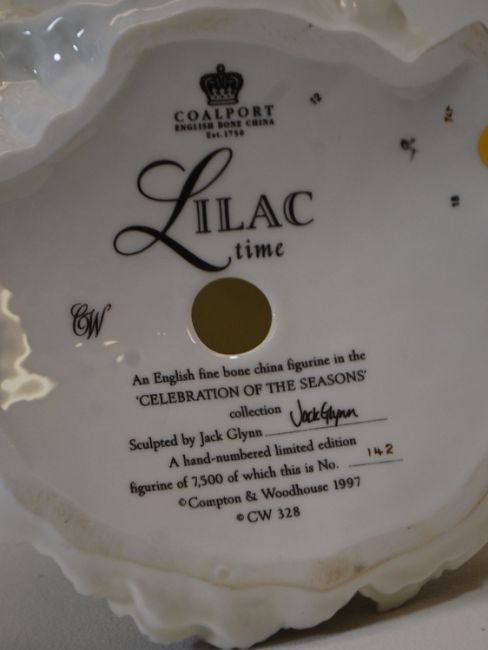 COALPORT
ENGLISH BONE CHINA
Est. 1750
LILAC
time
CW
An English fine bone china figurine in the
'CELEBRATION OF THE SEASONS'
collection
Sculpted by Jack Glynn Jack Glynn
A hand-numbered limited edition
figurine of 7,500 of which this is No. 142
© Compton & Woodhouse 1997
© CW 328
12
18